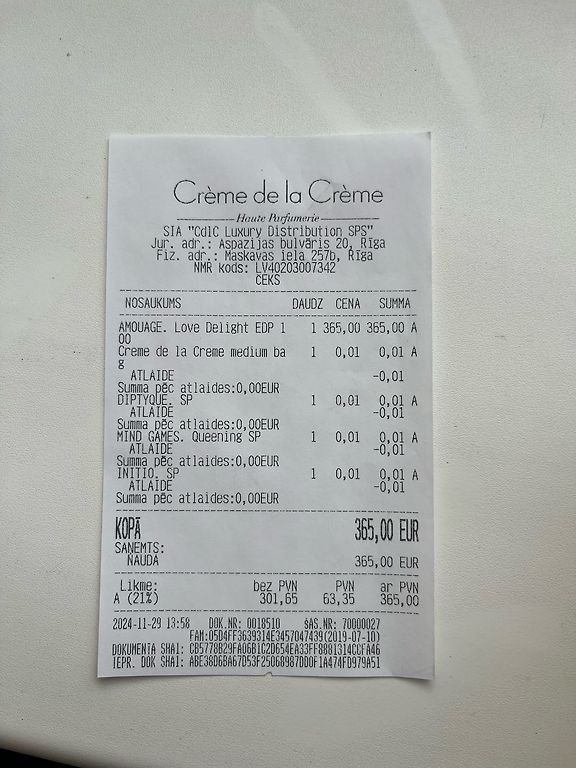 Crème de la Crème
Haute Parfumerie
SIA "CdlC Luxury Distribution SPS"
Jur. adr.: Aspazijas bulvāris 20, Rīga
Fiz. adr.: Maskavas iela 257b, Rīga
NMR kods: LV40203007342
ČEKS
NOSAUKUMS DAUDZ CENA SUMMA
AMOUAGE. Love Delight EDP 1 1 365,00 365,00 A
00
Creme de la Creme medium ba 1 0,01 0,01 A
g
ATLAIDE -0,01
Summa pēc atlaides:0,00EUR
DIPTYQUE. SP 1 0,01 0,01 A
ATLAIDE -0,01
Summa pēc atlaides:0,00EUR
MIND GAMES. Queening SP 1 0,01 0,01 A
ATLAIDE -0,01
Summa pēc atlaides:0,00EUR
INITIO. SP 1 0,01 0,01 A
ATLAIDE -0,01
Summa pēc atlaides:0,00EUR
KOPĀ 365,00 EUR
SAŅEMTS:
NAUDA 365,00 EUR
Likme: bez PVN PVN ar PVN
A (21%) 301,65 63,35 365,00
2024-11-29 13:58 DOK.NR: 0018510 SAS.NR: 70000027
FAM:05D4FF3639314E3457047439(2019-07-10)
DOKUMENTA SHA1: CB5778B29FA06B1C2D654EA33FF8881314CCFA46
IEPR. DOK SHA1: ABE38D6BA67D53F25068987DD0F1A474FD979A51